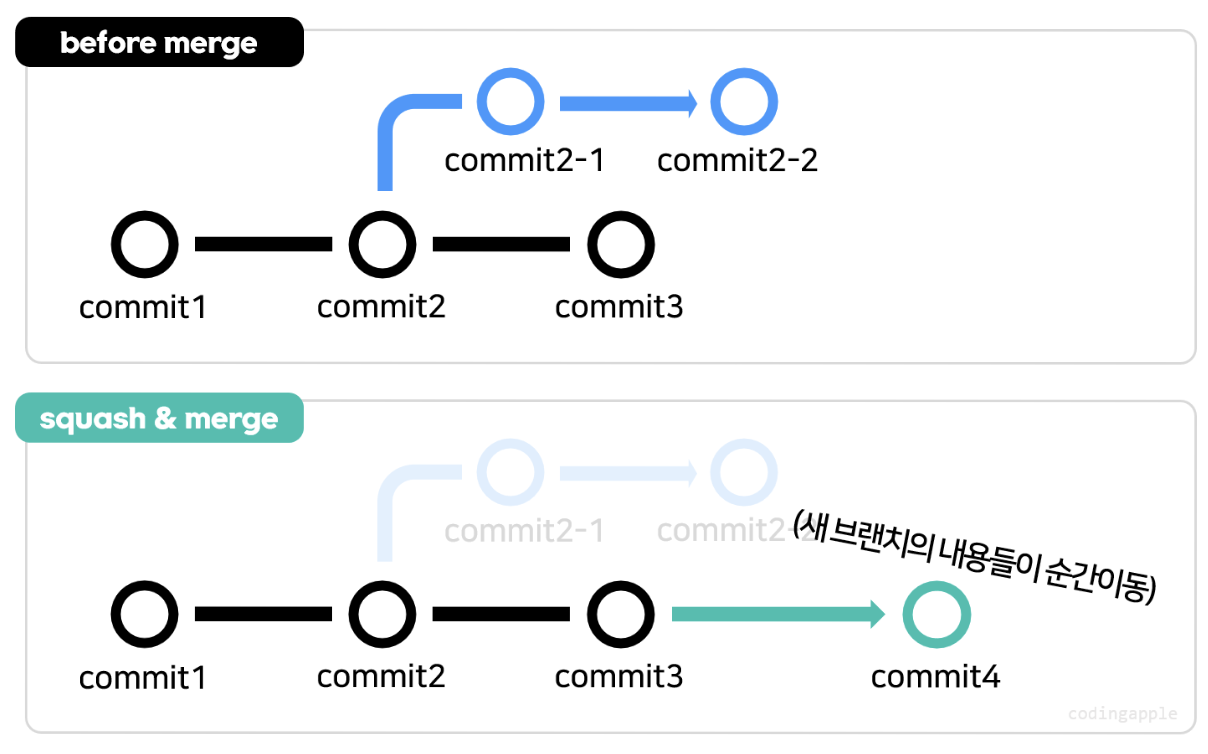 before merge
commit2-1
commit2-2
commit1
commit2
commit3
squash & merge
commit2-1
commit2-2
(새 브랜치의 내용들이 순간이동)
commit1
commit2
commit3
commit4
codingapple